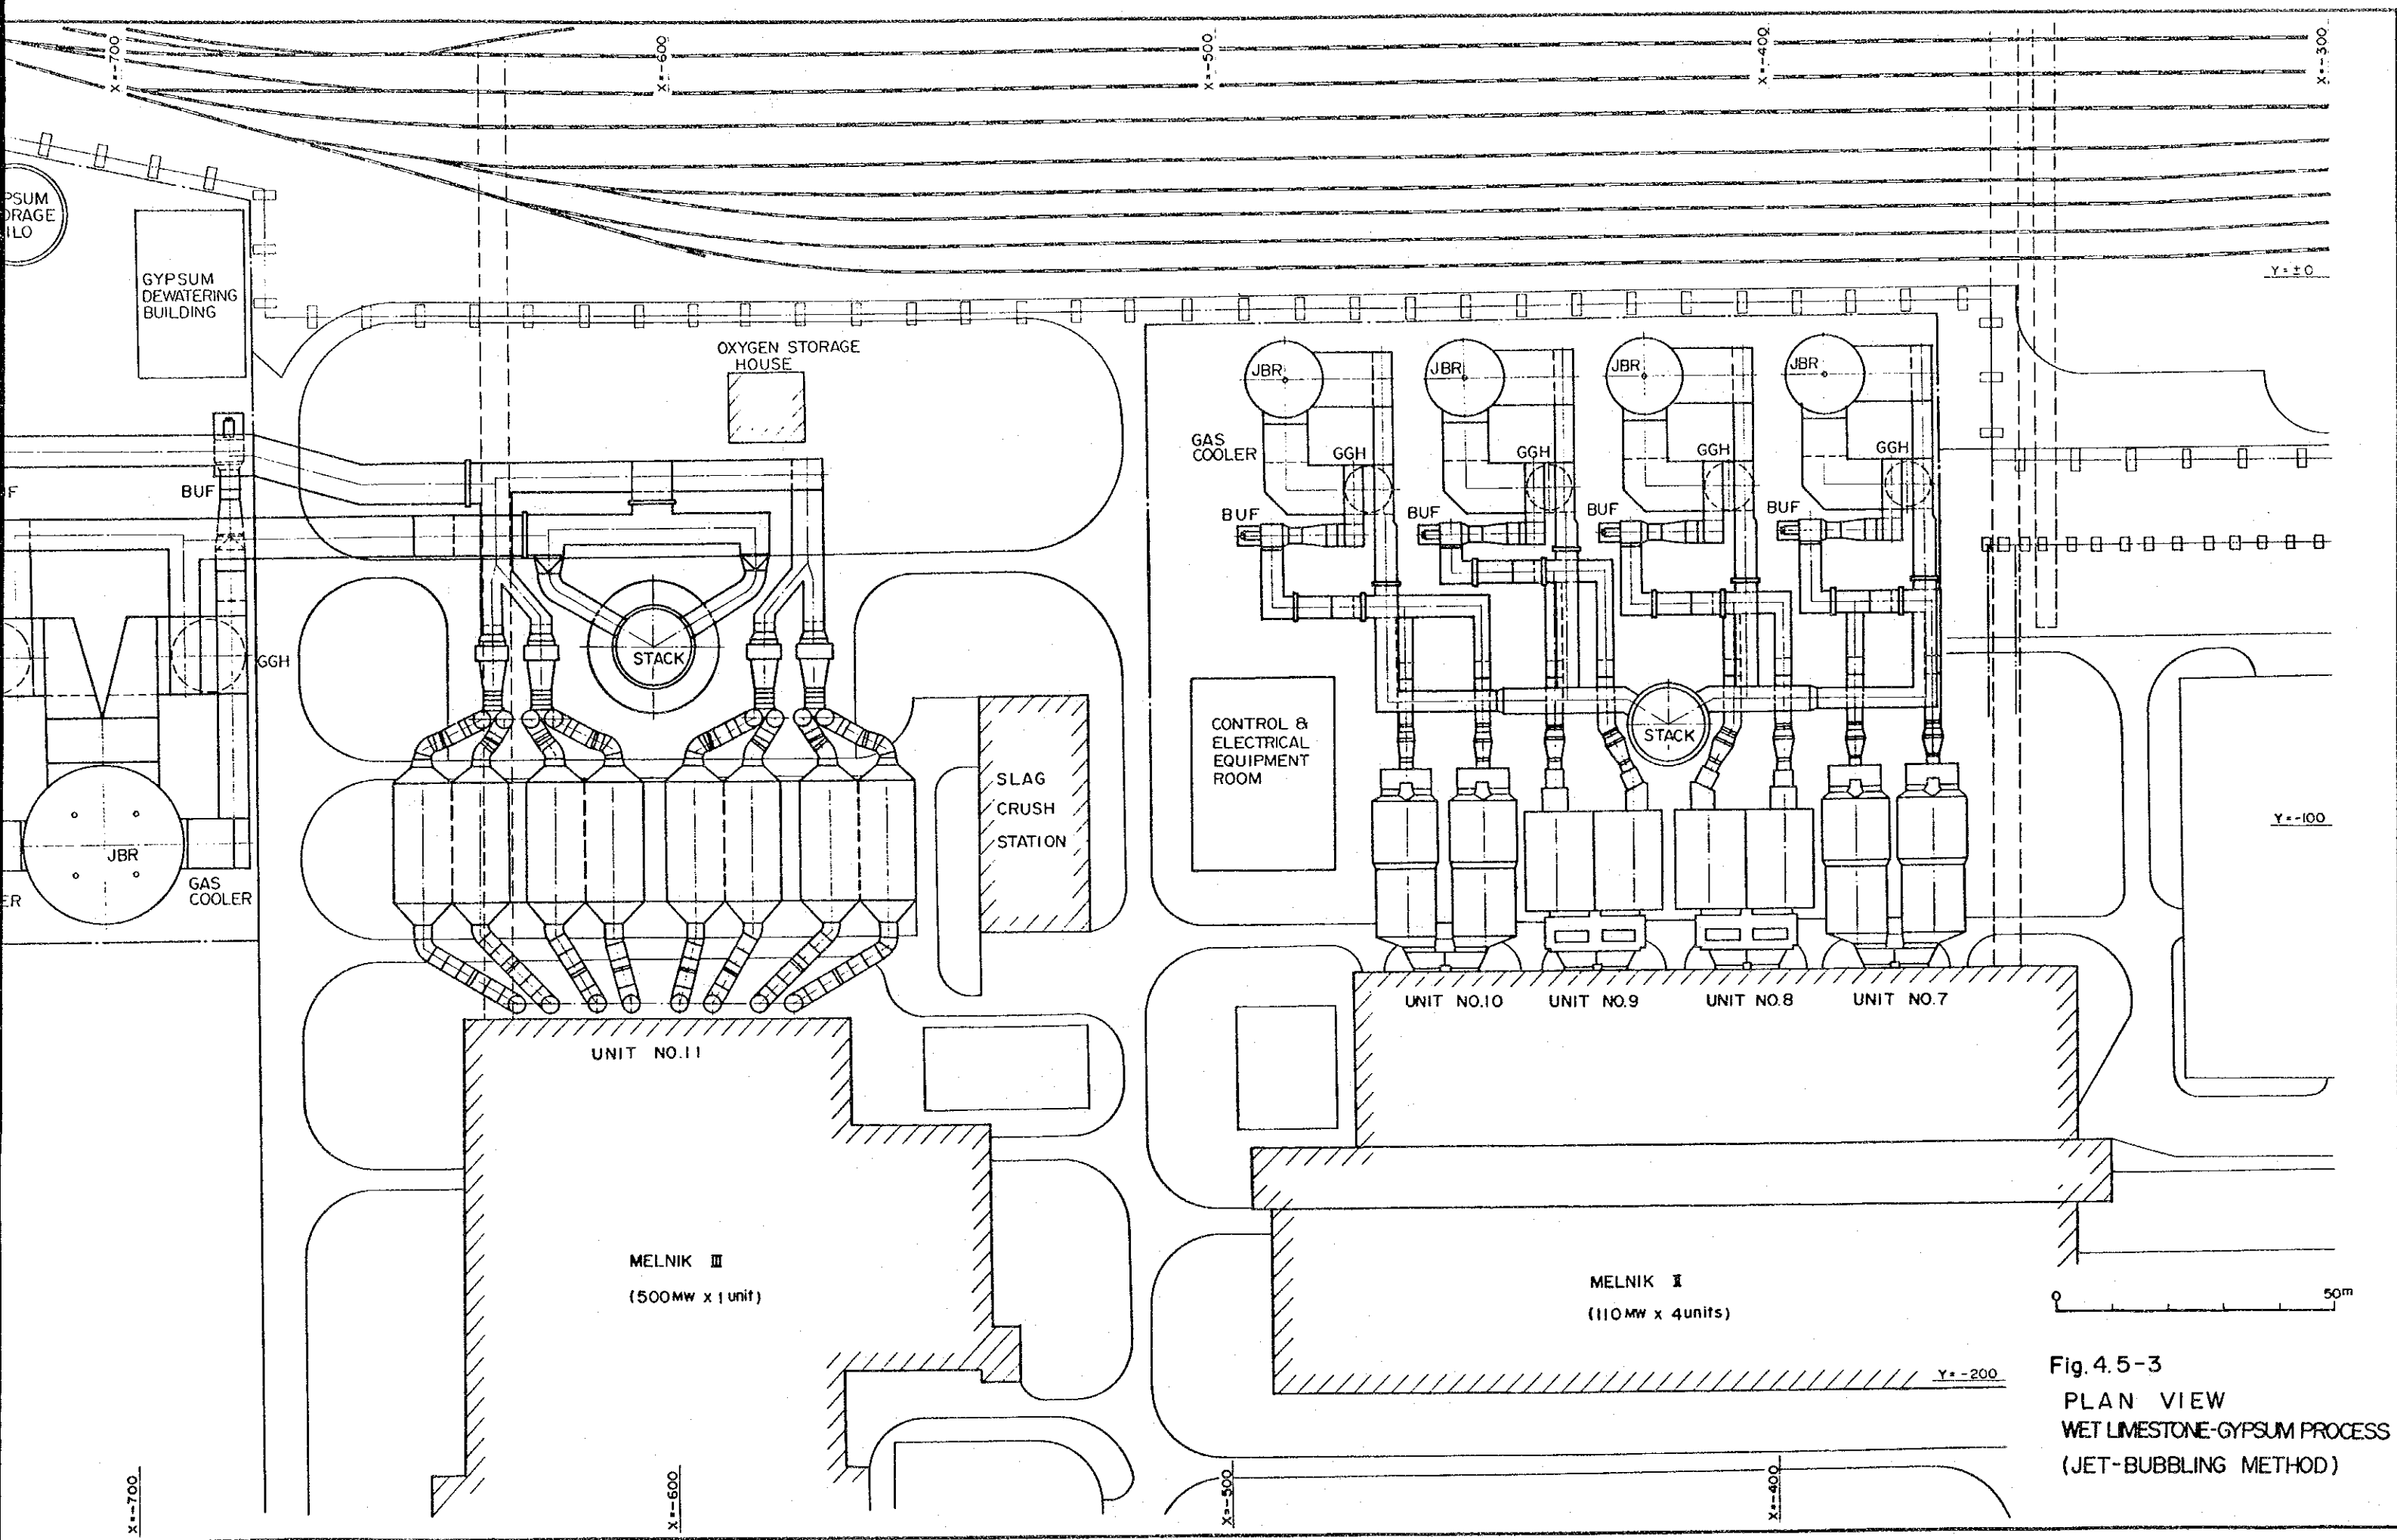 X=-700
X=-600
X=-500
X=-400
X=-300
PSUM
ORAGE
ILO
GYPSUM
DEWATERING
BUILDING
Y=±0
OXYGEN STORAGE
HOUSE
JBR
JBR
JBR
JBR
GAS
COOLER
GGH
GGH
GGH
GGH
F
BUF
BUF
BUF
BUF
BUF
GGH
STACK
STACK
CONTROL &
ELECTRICAL
EQUIPMENT
ROOM
SLAG
CRUSH
STATION
Y=-100
JBR
ER
GAS
COOLER
UNIT NO.10
UNIT NO.9
UNIT NO.8
UNIT NO.7
UNIT NO.11
MELNIK III
(500MW x 1 unit)
MELNIK II
(110MW x 4units)
0
50m
Y=-200
Fig. 4.5-3
PLAN VIEW
WET LIMESTONE-GYPSUM PROCESS
(JET-BUBBLING METHOD)
X=-700
X=-600
X=-500
X=-400